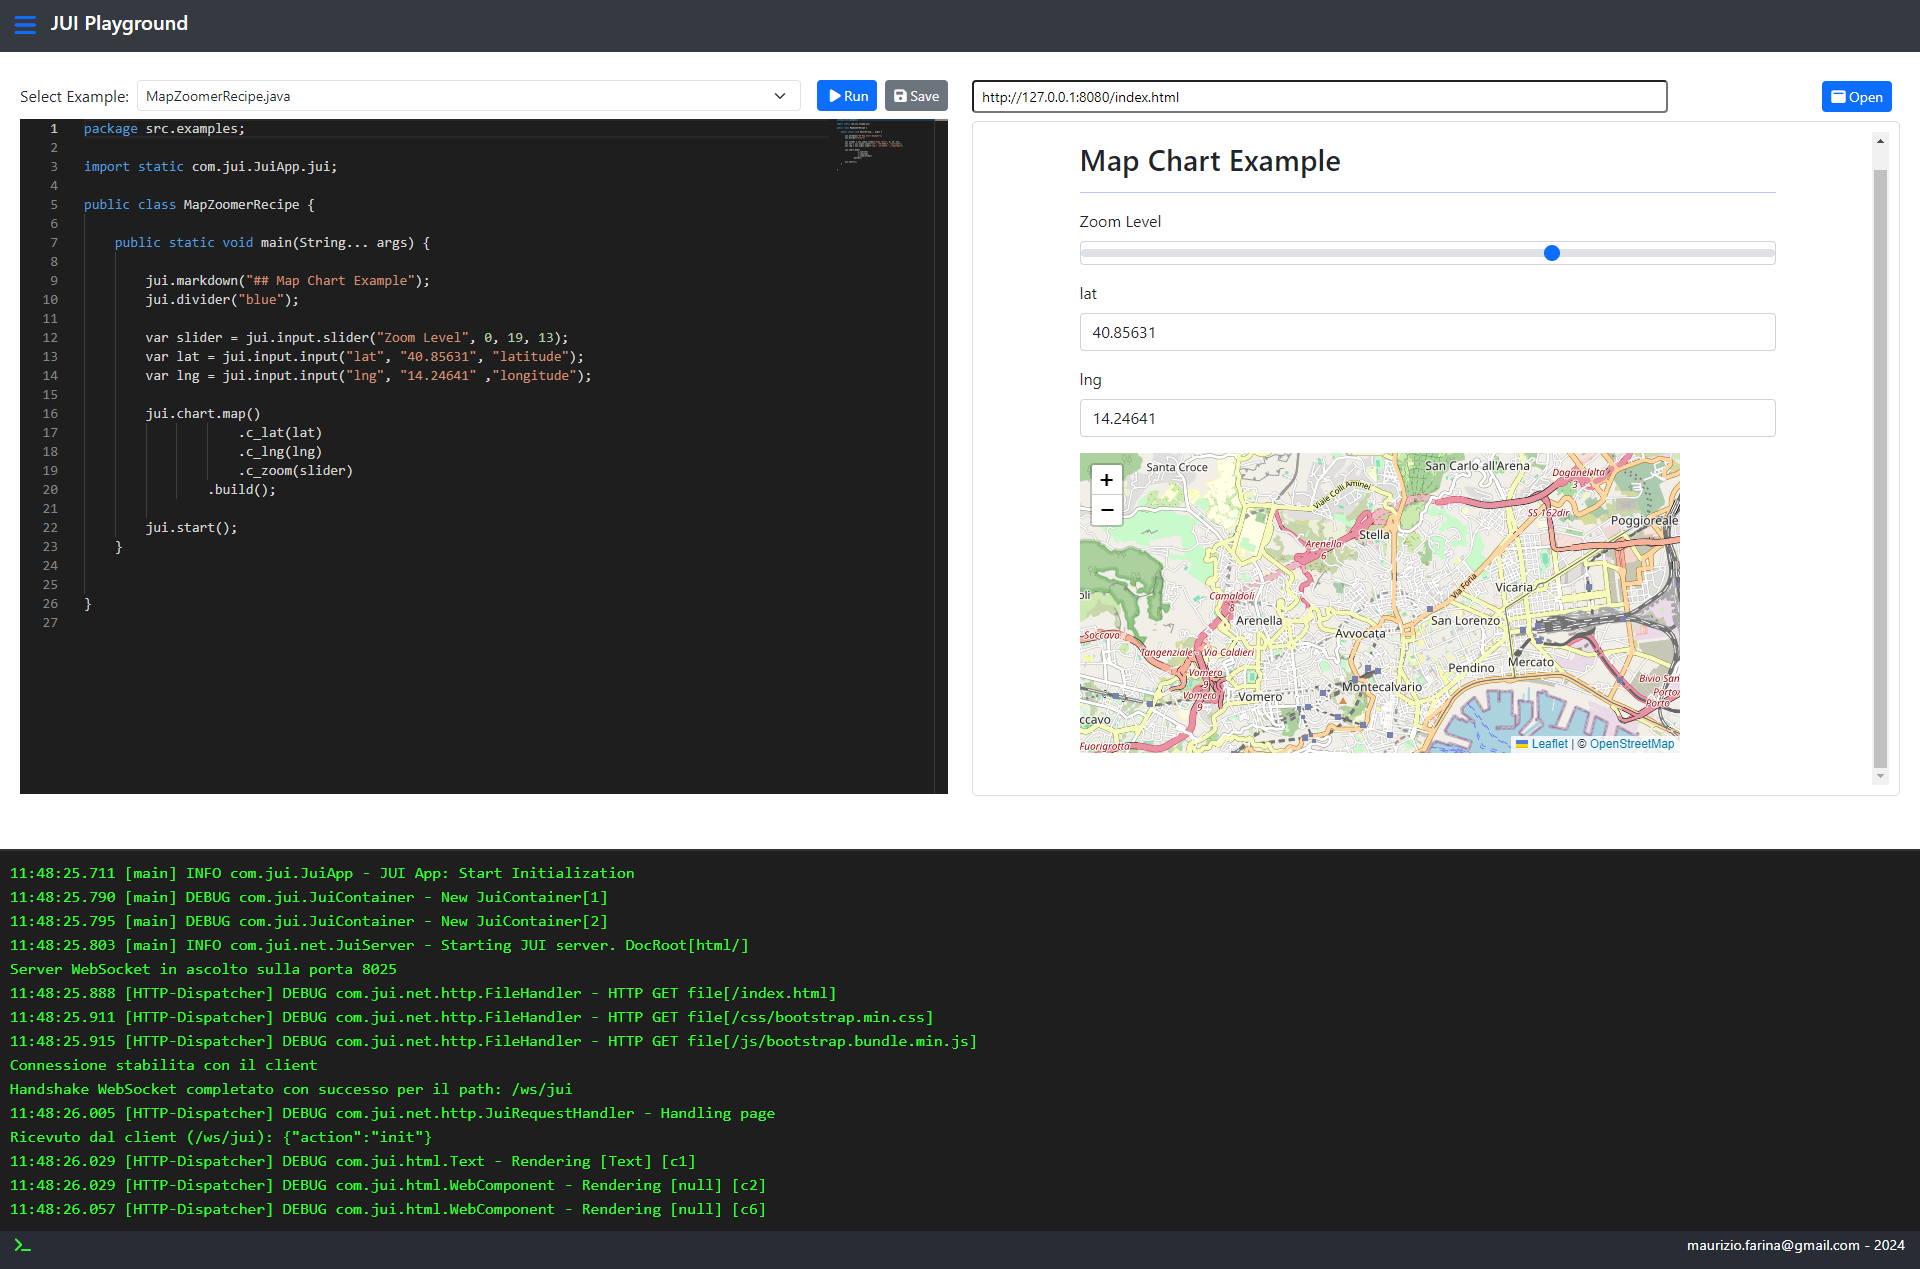 JUI Playground
Select Example: MapZoomerRecipe.java Run Save
1 package src.examples;
2
3 import static com.jui.JuiApp.jui;
4
5 public class MapZoomerRecipe {
6
7 public static void main(String... args) {
8
9 jui.markdown("## Map Chart Example");
10 jui.divider("blue");
11
12 var slider = jui.input.slider("Zoom Level", 0, 19, 13);
13 var lat = jui.input.input("lat", "40.85631", "latitude");
14 var lng = jui.input.input("lng", "14.24641" ,"longitude");
15
16 jui.chart.map()
17 .c_lat(lat)
18 .c_lng(lng)
19 .c_zoom(slider)
20 .build();
21
22 jui.start();
23 }
24
25
26 }
27
http://127.0.0.1:8080/index.html Open
Map Chart Example
Zoom Level
lat
40.85631
lng
14.24641
+
−
Santa Croce
San Carlo all'Arena
Doganella
3
Viale Colli Aminei
SS 162dir
Poggioreale
Stella
Arenella
6
Via Foria
Vicaria
oli
Camaldoli
8
Arenella
San Lorenzo
Avvocata
Soccavo
Tangenziale - Via Caldieri
Pendino
Mercato
Vomero
9
Bivio San
Porto
Montecalvario
Vomero
Vomero
9
Porto
ccavo
Fuorigrotta
Leaflet | © OpenStreetMap
11:48:25.711 [main] INFO com.jui.JuiApp - JUI App: Start Initialization
11:48:25.790 [main] DEBUG com.jui.JuiContainer - New JuiContainer[1]
11:48:25.795 [main] DEBUG com.jui.JuiContainer - New JuiContainer[2]
11:48:25.803 [main] INFO com.jui.net.JuiServer - Starting JUI server. DocRoot[html/]
Server WebSocket in ascolto sulla porta 8025
11:48:25.888 [HTTP-Dispatcher] DEBUG com.jui.net.http.FileHandler - HTTP GET file[/index.html]
11:48:25.911 [HTTP-Dispatcher] DEBUG com.jui.net.http.FileHandler - HTTP GET file[/css/bootstrap.min.css]
11:48:25.915 [HTTP-Dispatcher] DEBUG com.jui.net.http.FileHandler - HTTP GET file[/js/bootstrap.bundle.min.js]
Connessione stabilita con il client
Handshake WebSocket completato con successo per il path: /ws/jui
11:48:26.005 [HTTP-Dispatcher] DEBUG com.jui.net.http.JuiRequestHandler - Handling page
Ricevuto dal client (/ws/jui): {"action":"init"}
11:48:26.029 [HTTP-Dispatcher] DEBUG com.jui.html.Text - Rendering [Text] [c1]
11:48:26.029 [HTTP-Dispatcher] DEBUG com.jui.html.WebComponent - Rendering [null] [c2]
11:48:26.057 [HTTP-Dispatcher] DEBUG com.jui.html.WebComponent - Rendering [null] [c6]
maurizio.farina@gmail.com - 2024